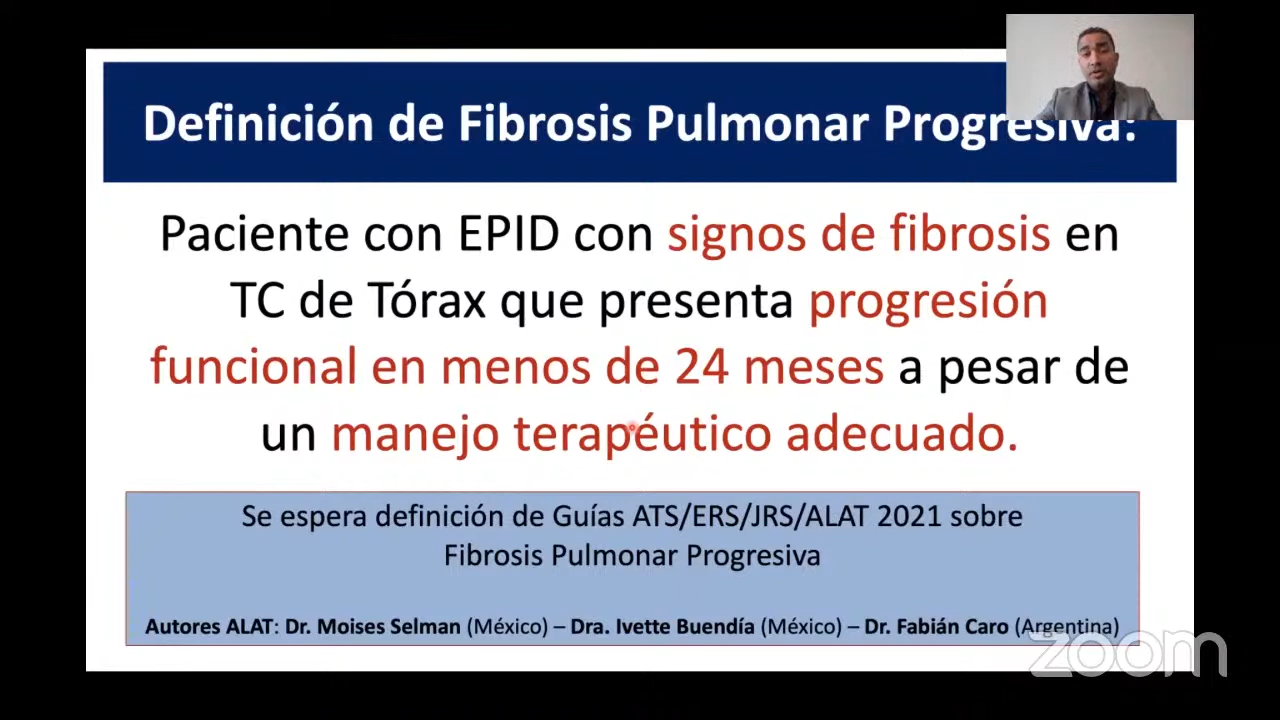 Definición de Fibrosis Pulmonar Progresiva:
Paciente con EPID con signos de fibrosis en
TC de Tórax que presenta progresión
funcional en menos de 24 meses a pesar de
un manejo terapéutico adecuado.
Se espera definición de Guías ATS/ERS/JRS/ALAT 2021 sobre
Fibrosis Pulmonar Progresiva
Autores ALAT: Dr. Moises Selman (México) – Dra. Ivette Buendía (México) – Dr. Fabián Caro (Argentina)
zoom